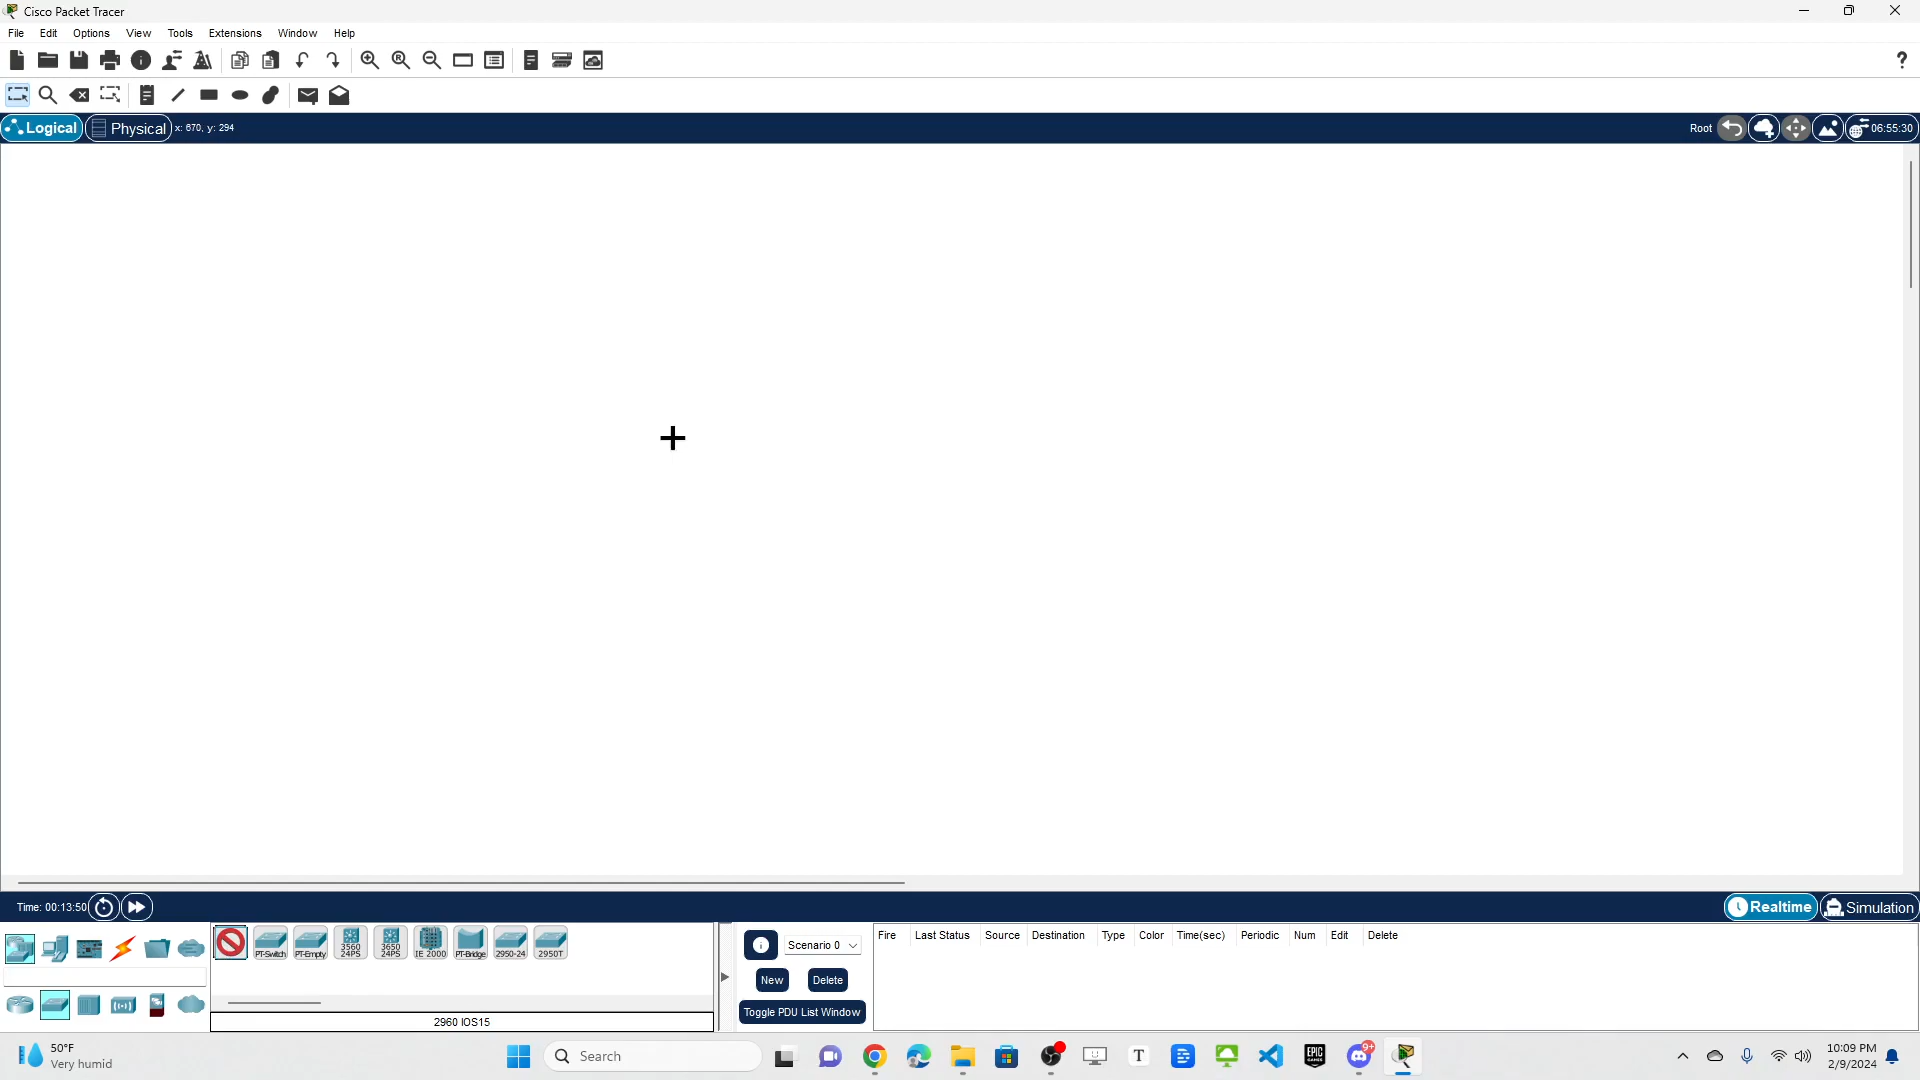 Cisco Packet Tracer
File Edit Options View Tools Extensions Window Help
?
Logical Physical x: 670, y: 294 Root 06:55:30
Time: 00:13:50 Realtime Simulation
PT-Switch PT-Empty 3560 24PS 3650 24PS IE 2000 PT-Bridge 2950-24 2950T
2960 IOS15
Scenario 0
New Delete
Toggle PDU List Window
Fire Last Status Source Destination Type Color Time(sec) Periodic Num Edit Delete
50°F
Very humid
Search
T
EPIC GAMES
9+
10:09 PM
2/9/2024